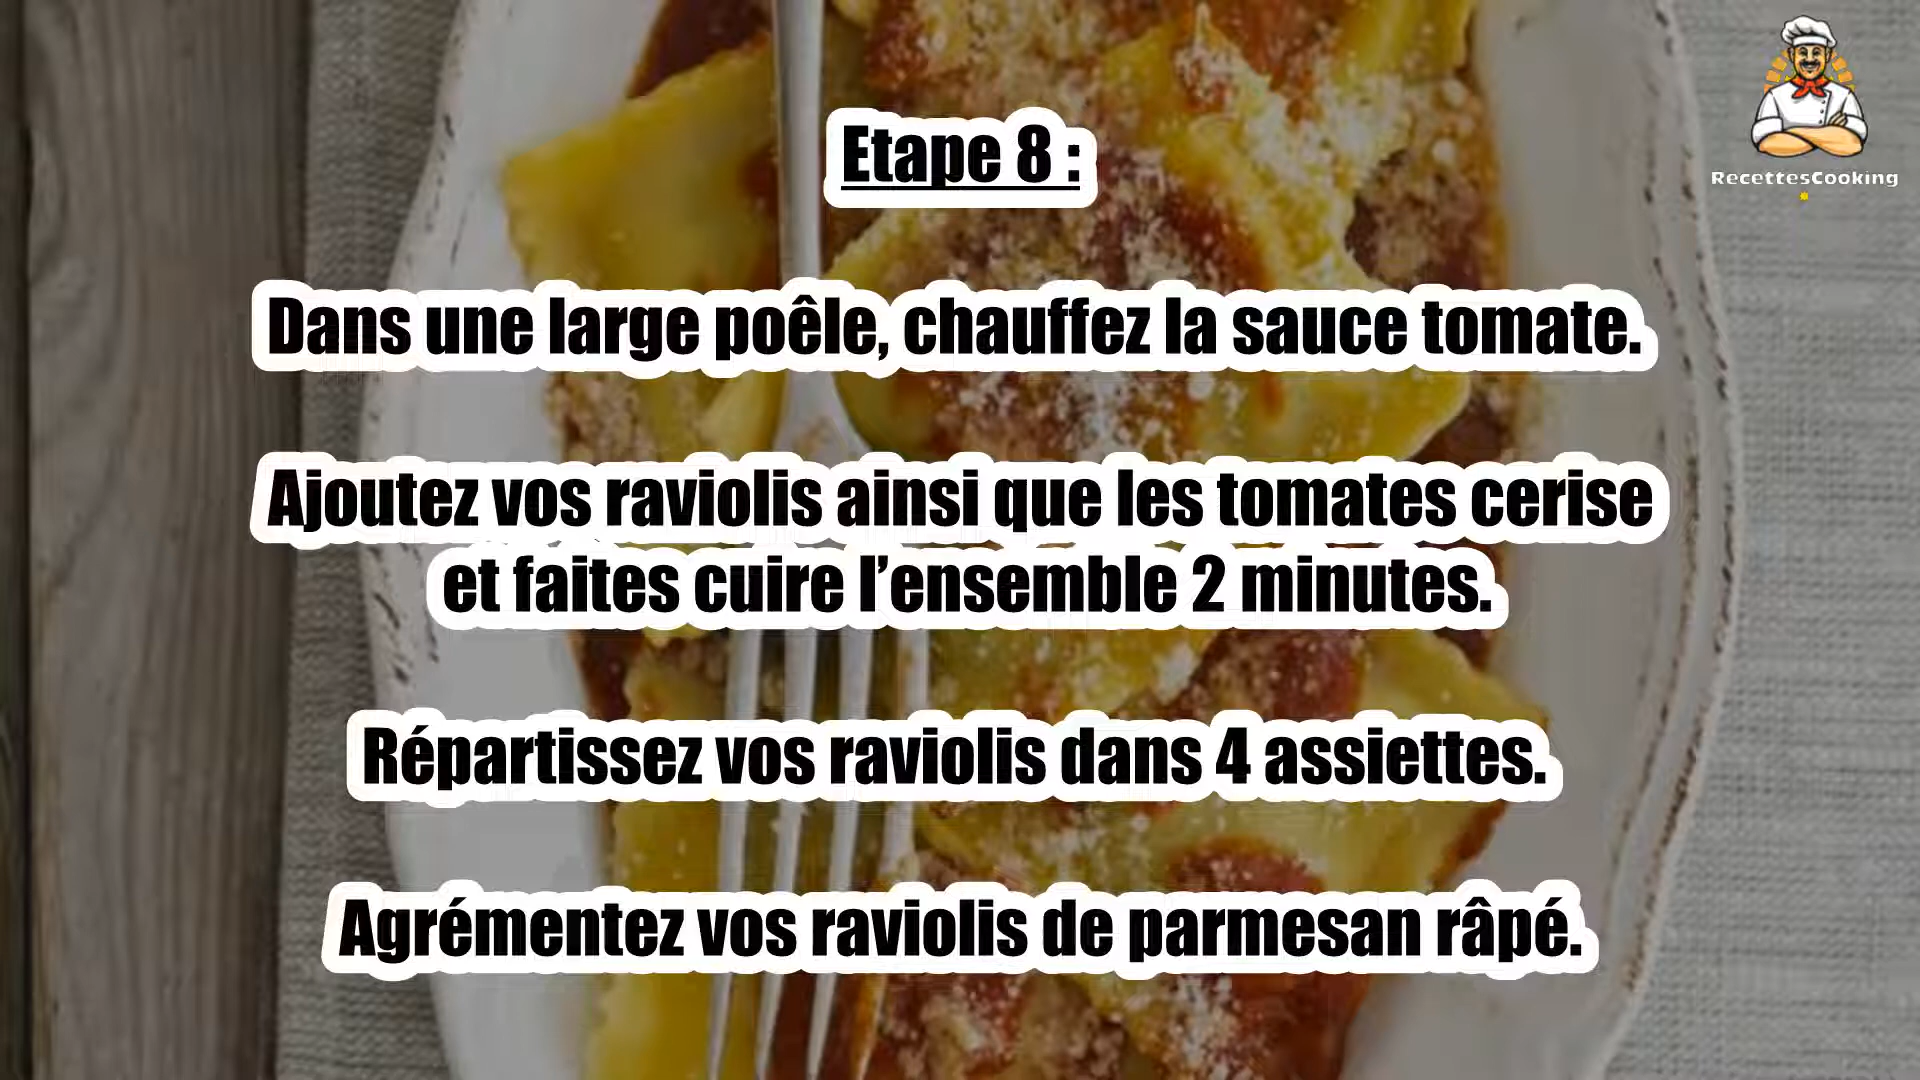 Etape 8 :
Dans une large poêle, chauffez la sauce tomate.
Ajoutez vos raviolis ainsi que les tomates cerise
et faites cuire l’ensemble 2 minutes.
Répartissez vos raviolis dans 4 assiettes.
Agrémentez vos raviolis de parmesan râpé.
RecettesCooking